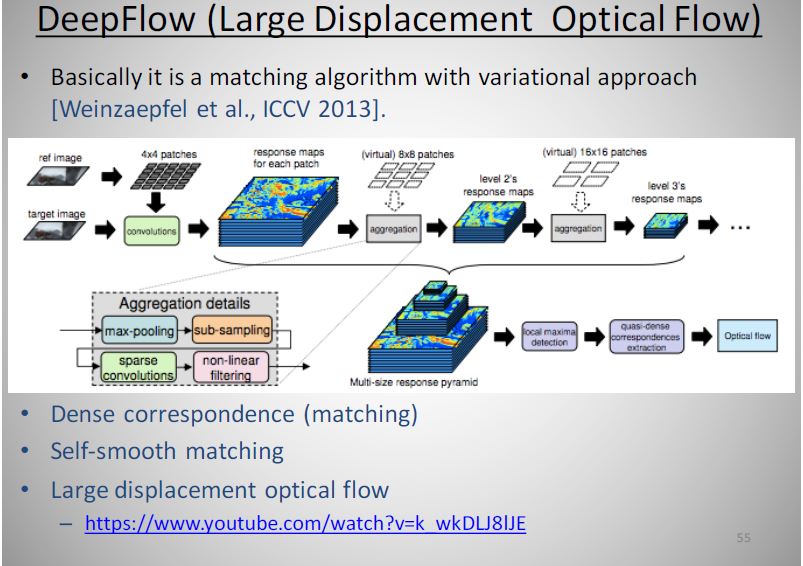 DeepFlow (Large Displacement Optical Flow)
• Basically it is a matching algorithm with variational approach
[Weinzaepfel et al., ICCV 2013].
ref image
4x4 patches
response maps
for each patch
(virtual) 8x8 patches
level 2's
response maps
(virtual) 16x16 patches
level 3's
response maps
target image
convolutions
aggregation
aggregation
...
Aggregation details
max-pooling
sub-sampling
sparse
convolutions
non-linear
filtering
Multi-size response pyramid
local maxima
detection
quasi-dense
correspondences
extraction
Optical flow
• Dense correspondence (matching)
• Self-smooth matching
• Large displacement optical flow
– https://www.youtube.com/watch?v=k_wkDLJ8lJE
55